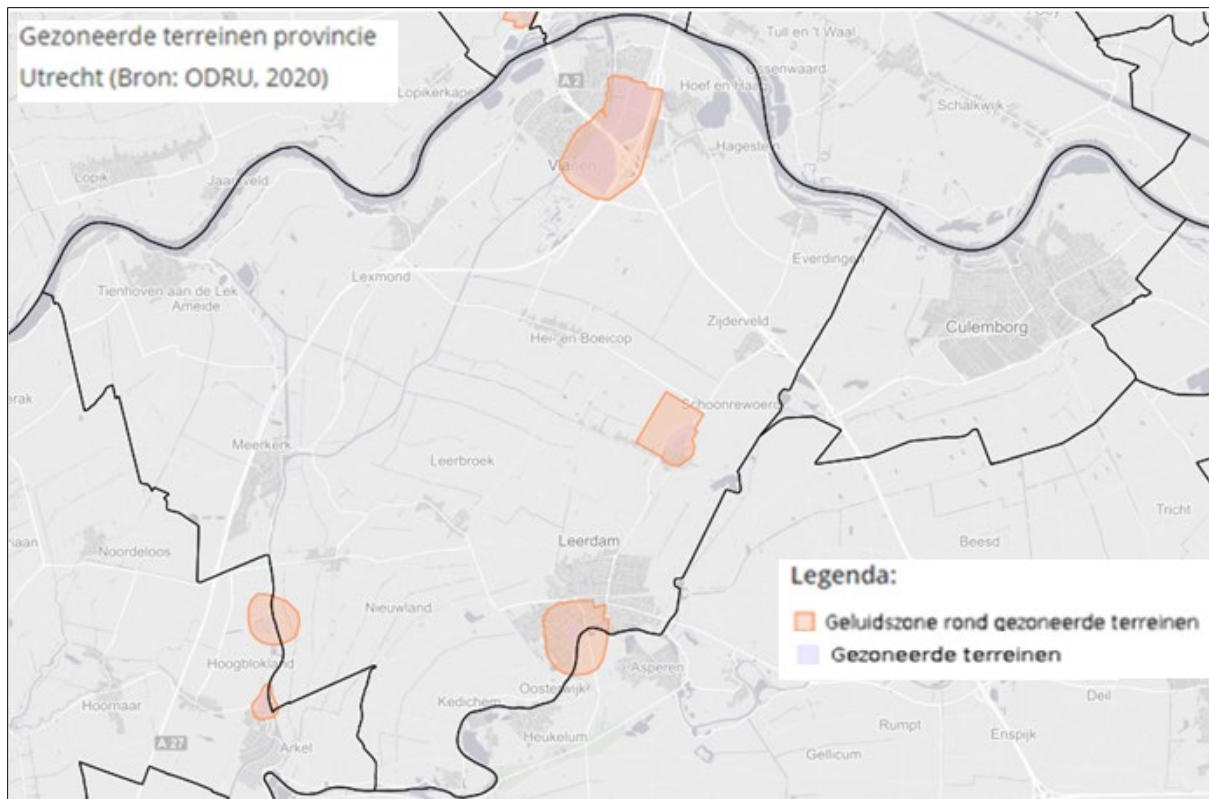 Gezoneerde terreinen provincie
Utrecht (Bron: ODRU, 2020)
Tull en 't Waal
A 2
Lopikerkapel
Hoef en Haag
Schalkwijk
Hagestein
Vianen
Lopik
Jaarsveld
Everdingen
Lexmond
Tienhoven aan de Lek
Ameide
Zijderveld
Culemborg
Hei- en Boeicop
Schoonrewoerd
Meerkerk
Leerbroek
Tricht
Noordeloos
Leerdam
Beesd
Legenda:
Nieuwland
Geluidszone rond gezoneerde terreinen
Gezoneerde terreinen
Hoogblokland
Asperen
Oosterwijk
Kedichem
Hoornaar
Deil
Rumpt
Heukelum
Enspijk
A 27
Arkel
Gellicum